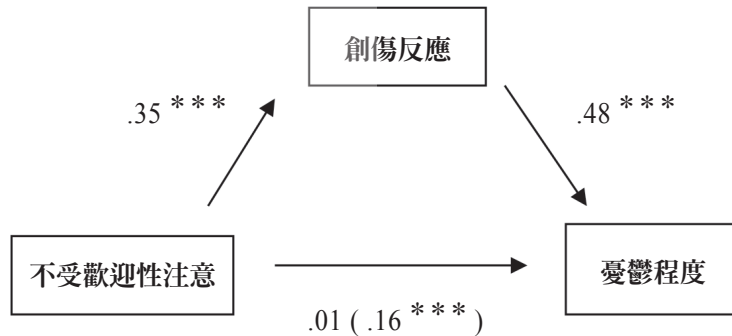 創傷反應
.35 ***
.48 ***
不受歡迎性注意
憂鬱程度
.01 ( .16 *** )